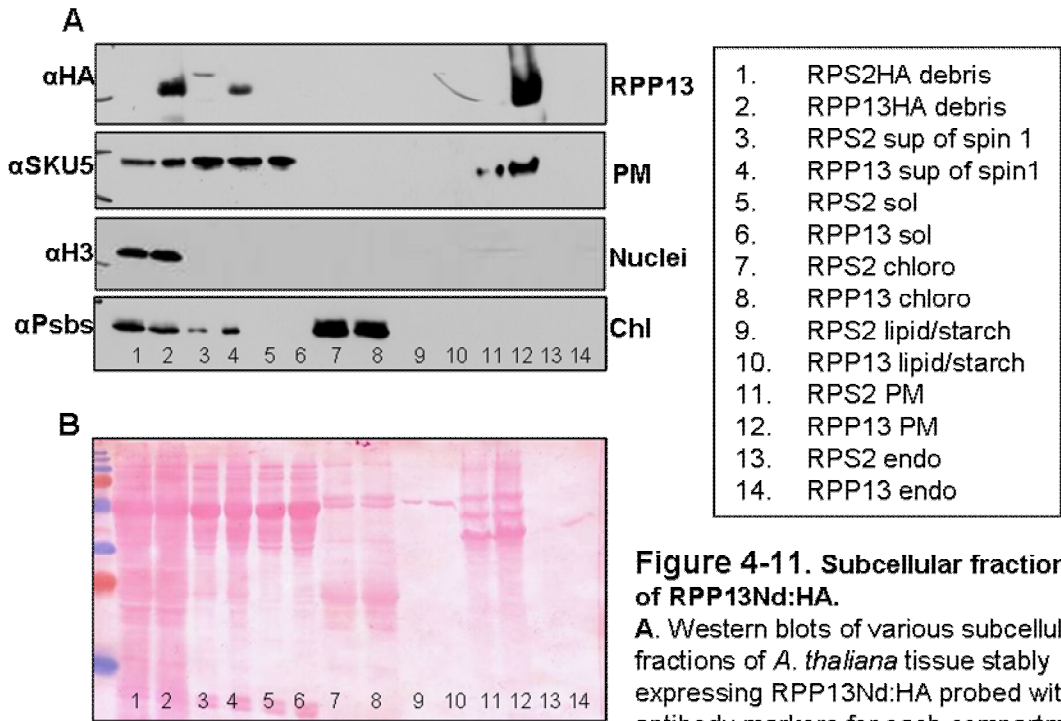 A
αHA
RPP13
αSKU5
PM
αH3
Nuclei
αPsbs
Chl
1 2 3 4 5 6 7 8 9 10 11 12 13 14
B
1 2 3 4 5 6 7 8 9 10 11 12 13 14
1. RPS2HA debris
2. RPP13HA debris
3. RPS2 sup of spin 1
4. RPP13 sup of spin1
5. RPS2 sol
6. RPP13 sol
7. RPS2 chloro
8. RPP13 chloro
9. RPS2 lipid/starch
10. RPP13 lipid/starch
11. RPS2 PM
12. RPP13 PM
13. RPS2 endo
14. RPP13 endo
Figure 4-11. Subcellular fraction
of RPP13Nd:HA.
A. Western blots of various subcellul
fractions of A. thaliana tissue stably
expressing RPP13Nd:HA probed wit